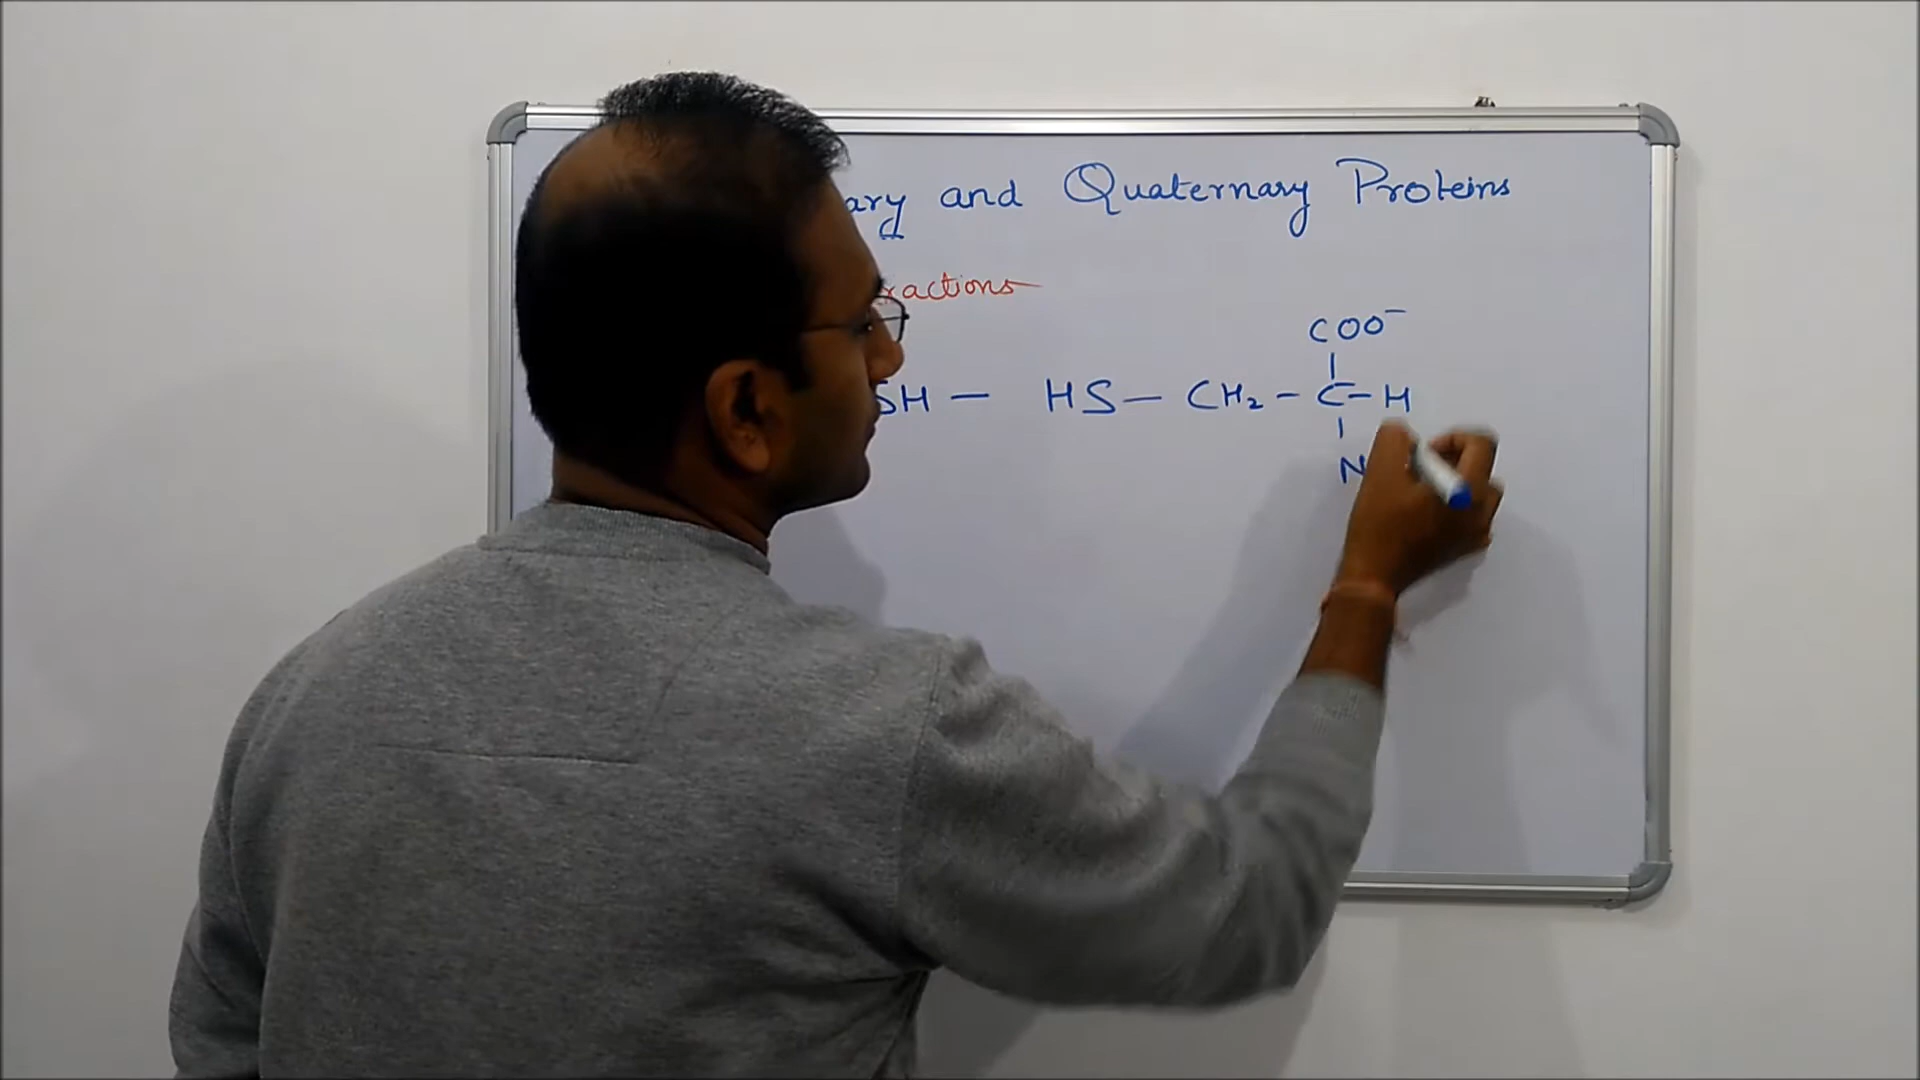 ary and Quaternary Proteins
ractions
COO⁻
SH — HS — CH₂ - C - H
N